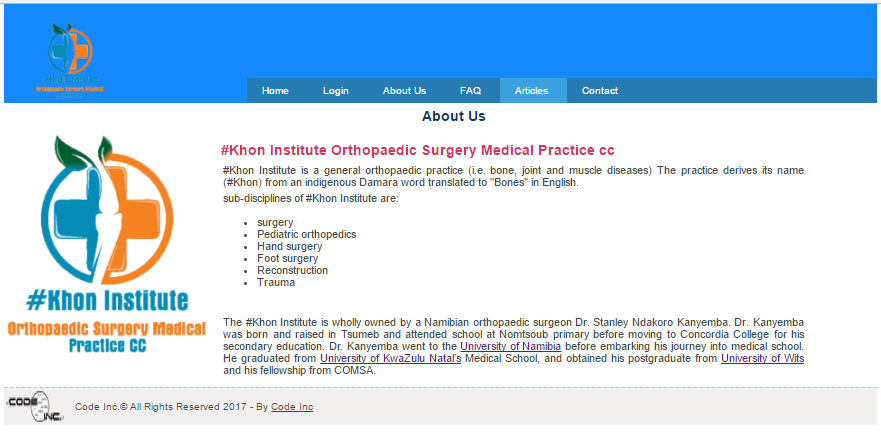 #Khon Institute
Orthopaedic Surgery Medical
Practice CC
Home Login About Us FAQ Articles Contact
About Us
#Khon Institute Orthopaedic Surgery Medical Practice cc
#Khon Institute is a general orthopaedic practice (i.e. bone, joint and muscle diseases) The practice derives its name
(#Khon) from an indigenous Damara word translated to "Bones" in English.
sub-disciplines of #Khon Institute are:
• surgery
• Pediatric orthopedics
• Hand surgery
• Foot surgery
• Reconstruction
• Trauma
#Khon Institute
Orthopaedic Surgery Medical
Practice CC
The #Khon Institute is wholly owned by a Namibian orthopaedic surgeon Dr. Stanley Ndakoro Kanyemba. Dr. Kanyemba
was born and raised in Tsumeb and attended school at Nomtsoub primary before moving to Concordia College for his
secondary education. Dr. Kanyemba went to the University of Namibia before embarking his journey into medical school.
He graduated from University of KwaZulu Natal's Medical School, and obtained his postgraduate from University of Wits
and his fellowship from COMSA.
CODE
INC.
Code Inc.© All Rights Reserved 2017 - By Code Inc